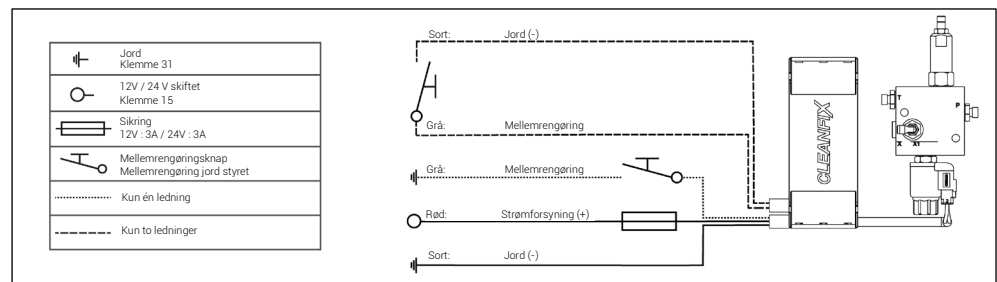 Jord
Klemme 31
12V / 24 V skiftet
Klemme 15
Sikring
12V : 3A / 24V : 3A
Mellemrengøringsknap
Mellemrengøring jord styret
Kun én ledning
Kun to ledninger
Sort: Jord (-)
Grå: Mellemrengøring
Grå: Mellemrengøring
Rød: Strømforsyning (+)
Sort: Jord (-)
CLEANFIX
T
P
X X1